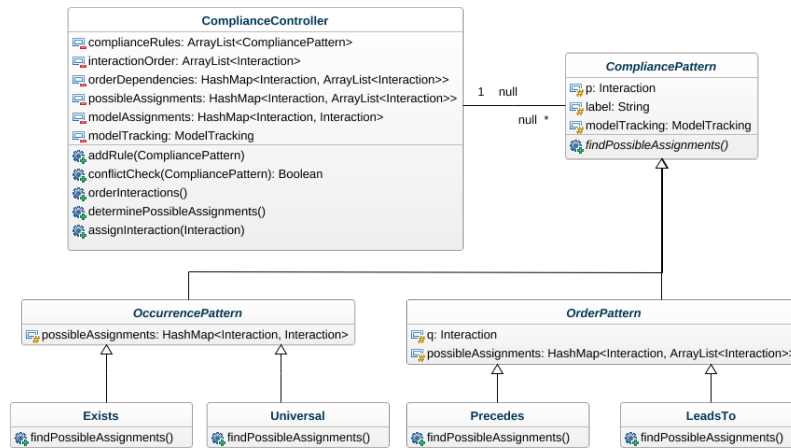 ComplianceController
complianceRules: ArrayList<CompliancePattern>
interactionOrder: ArrayList<Interaction>
orderDependencies: HashMap<Interaction, ArrayList<Interaction>>
possibleAssignments: HashMap<Interaction, ArrayList<Interaction>>
modelAssignments: HashMap<Interaction, Interaction>
modelTracking: ModelTracking
addRule(CompliancePattern)
conflictCheck(CompliancePattern): Boolean
orderInteractions()
determinePossibleAssignments()
assignInteraction(Interaction)
1 null
null *
CompliancePattern
p: Interaction
label: String
modelTracking: ModelTracking
findPossibleAssignments()
OccurrencePattern
possibleAssignments: HashMap<Interaction, Interaction>
OrderPattern
q: Interaction
possibleAssignments: HashMap<Interaction, ArrayList<Interaction>>
Exists
findPossibleAssignments()
Universal
findPossibleAssignments()
Precedes
findPossibleAssignments()
LeadsTo
findPossibleAssignments()